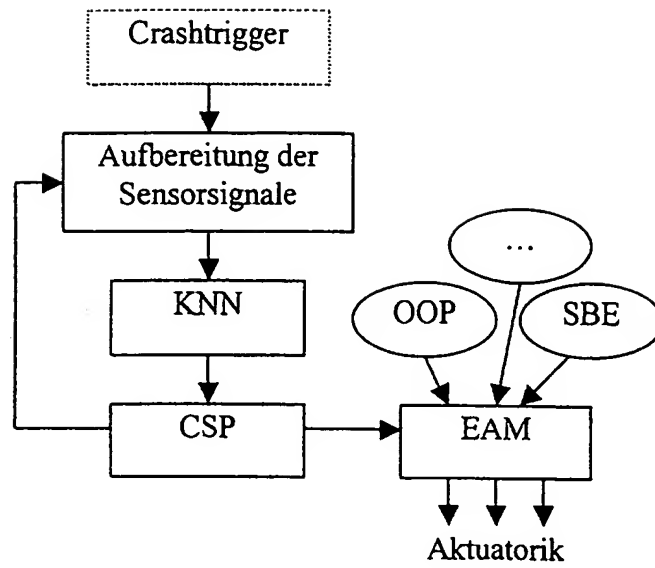 Crashtrigger
Aufbereitung der
Sensorsignale
...
KNN
OOP
SBE
CSP
EAM
Aktuatorik